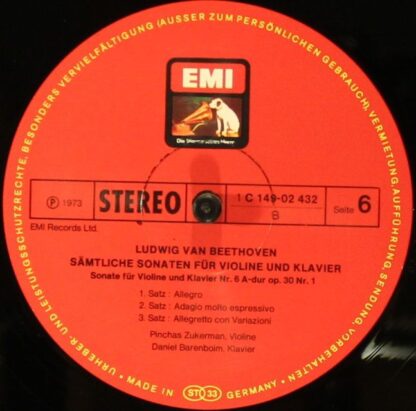 EMI
Die Stimme seines Herrn
Ⓟ 1973
STEREO
1 C 149-02 432
B
Seite 6
EMI Records Ltd.
LUDWIG VAN BEETHOVEN
SÄMTLICHE SONATEN FÜR VIOLINE UND KLAVIER
Sonate für Violine und Klavier Nr. 6 A-dur op. 30 Nr. 1
1. Satz: Allegro
2. Satz: Adagio molto espressivo
3. Satz: Allegretto con Variazioni
Pinchas Zukerman, Violine
Daniel Barenboim, Klavier
URHEBER- UND LEISTUNGSSCHUTZRECHTE, BESONDERS VERVIELFÄLTIGUNG (AUSSER ZUM PERSÖNLICHEN GEBRAUCH), VERMIETUNG, AUFFÜHRUNG, SENDUNG, VORBEHALTEN
• MADE IN GERMANY •
ST 33